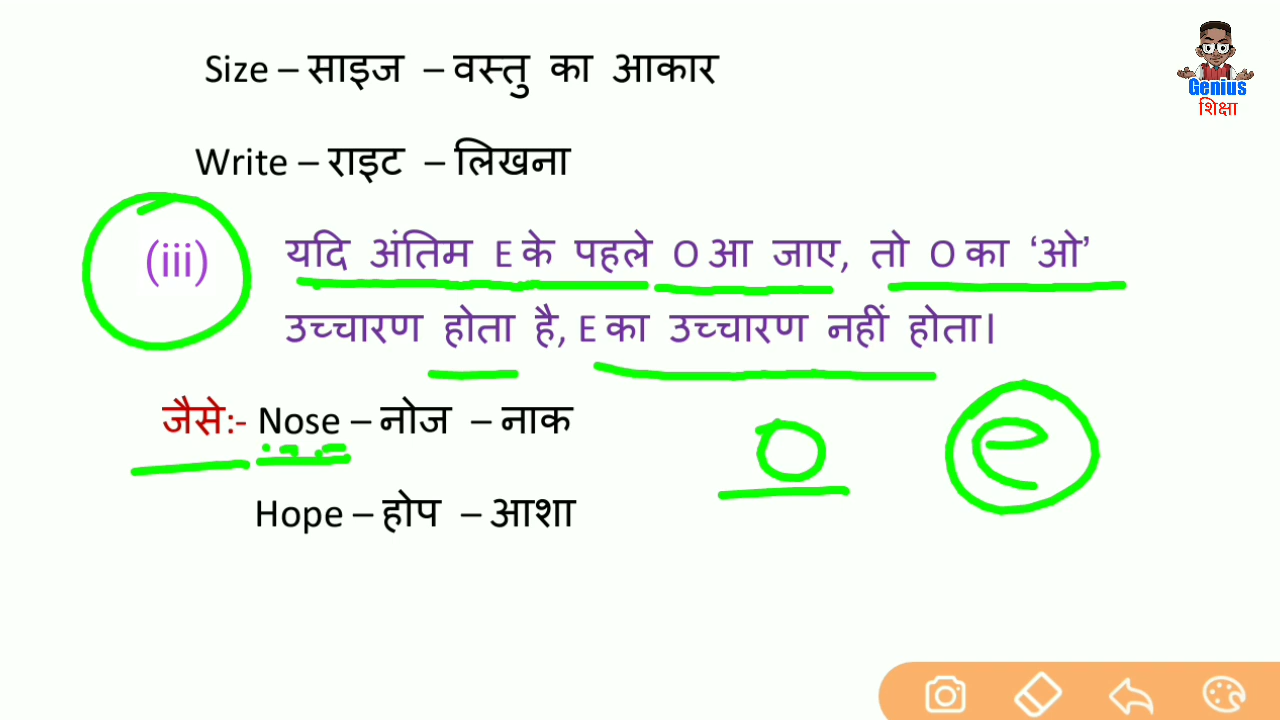 Size – साइज – वस्तु का आकार
Genius
शिक्षा
Write – राइट – लिखना
(iii) यदि अंतिम E के पहले O आ जाए, तो O का ‘ओ’
उच्चारण होता है, E का उच्चारण नहीं होता।
जैसे:- Nose – नोज – नाक
o e
Hope – होप – आशा